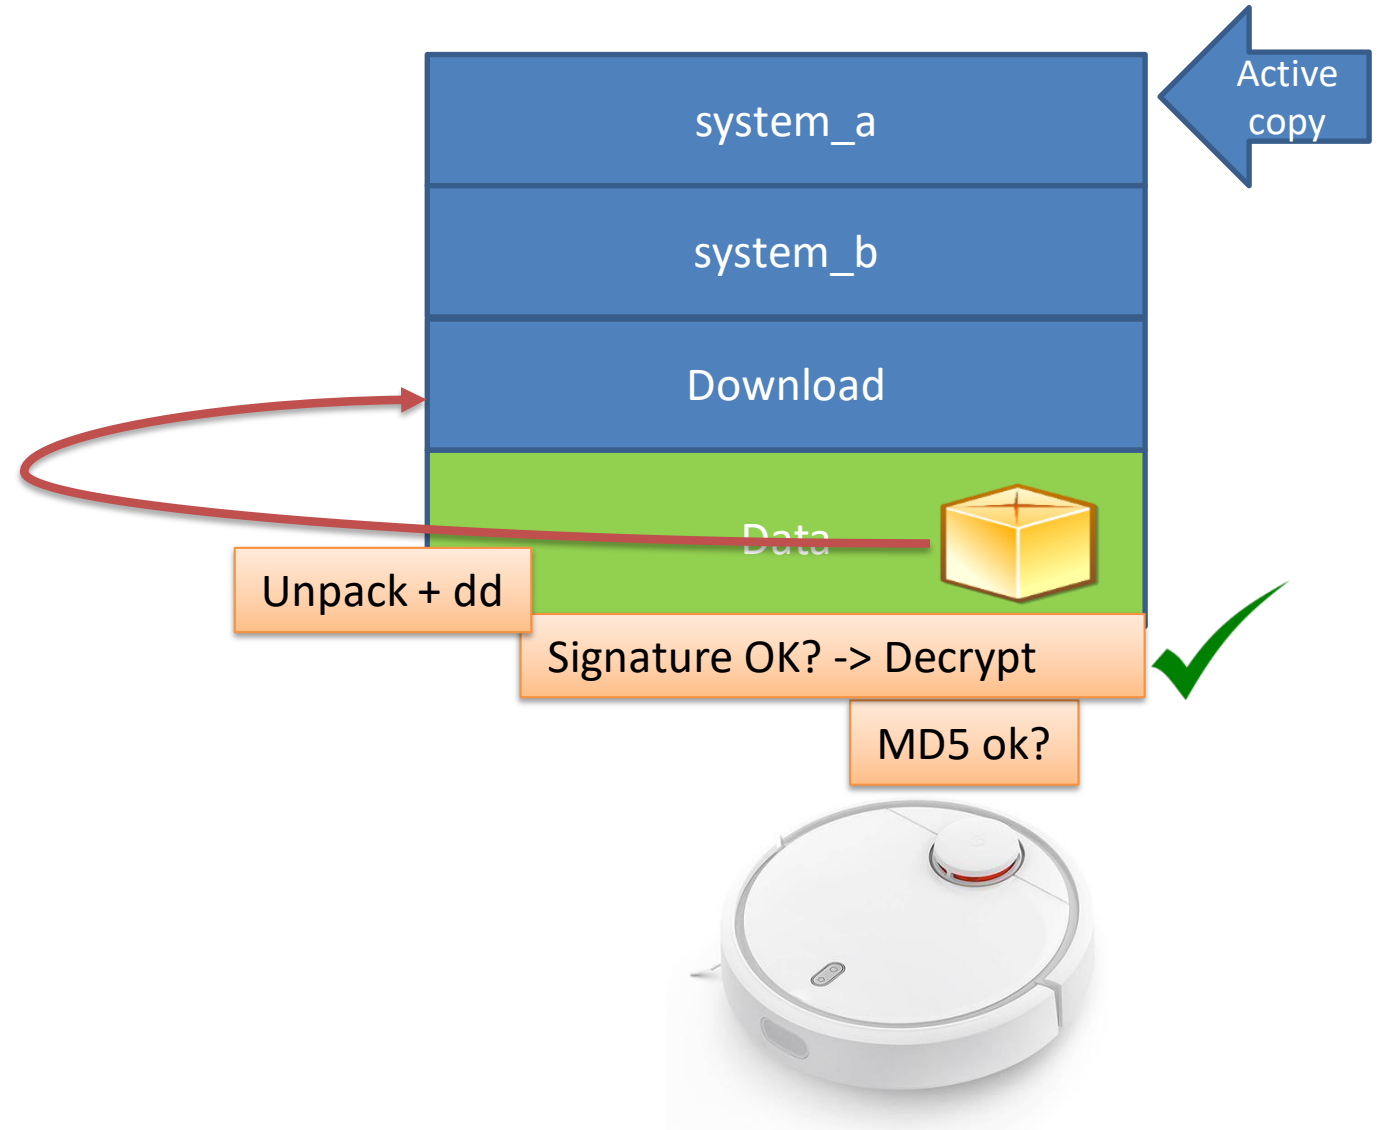 Active
copy
system_a
system_b
Download
Data
Unpack + dd
Signature OK? -> Decrypt
MD5 ok?